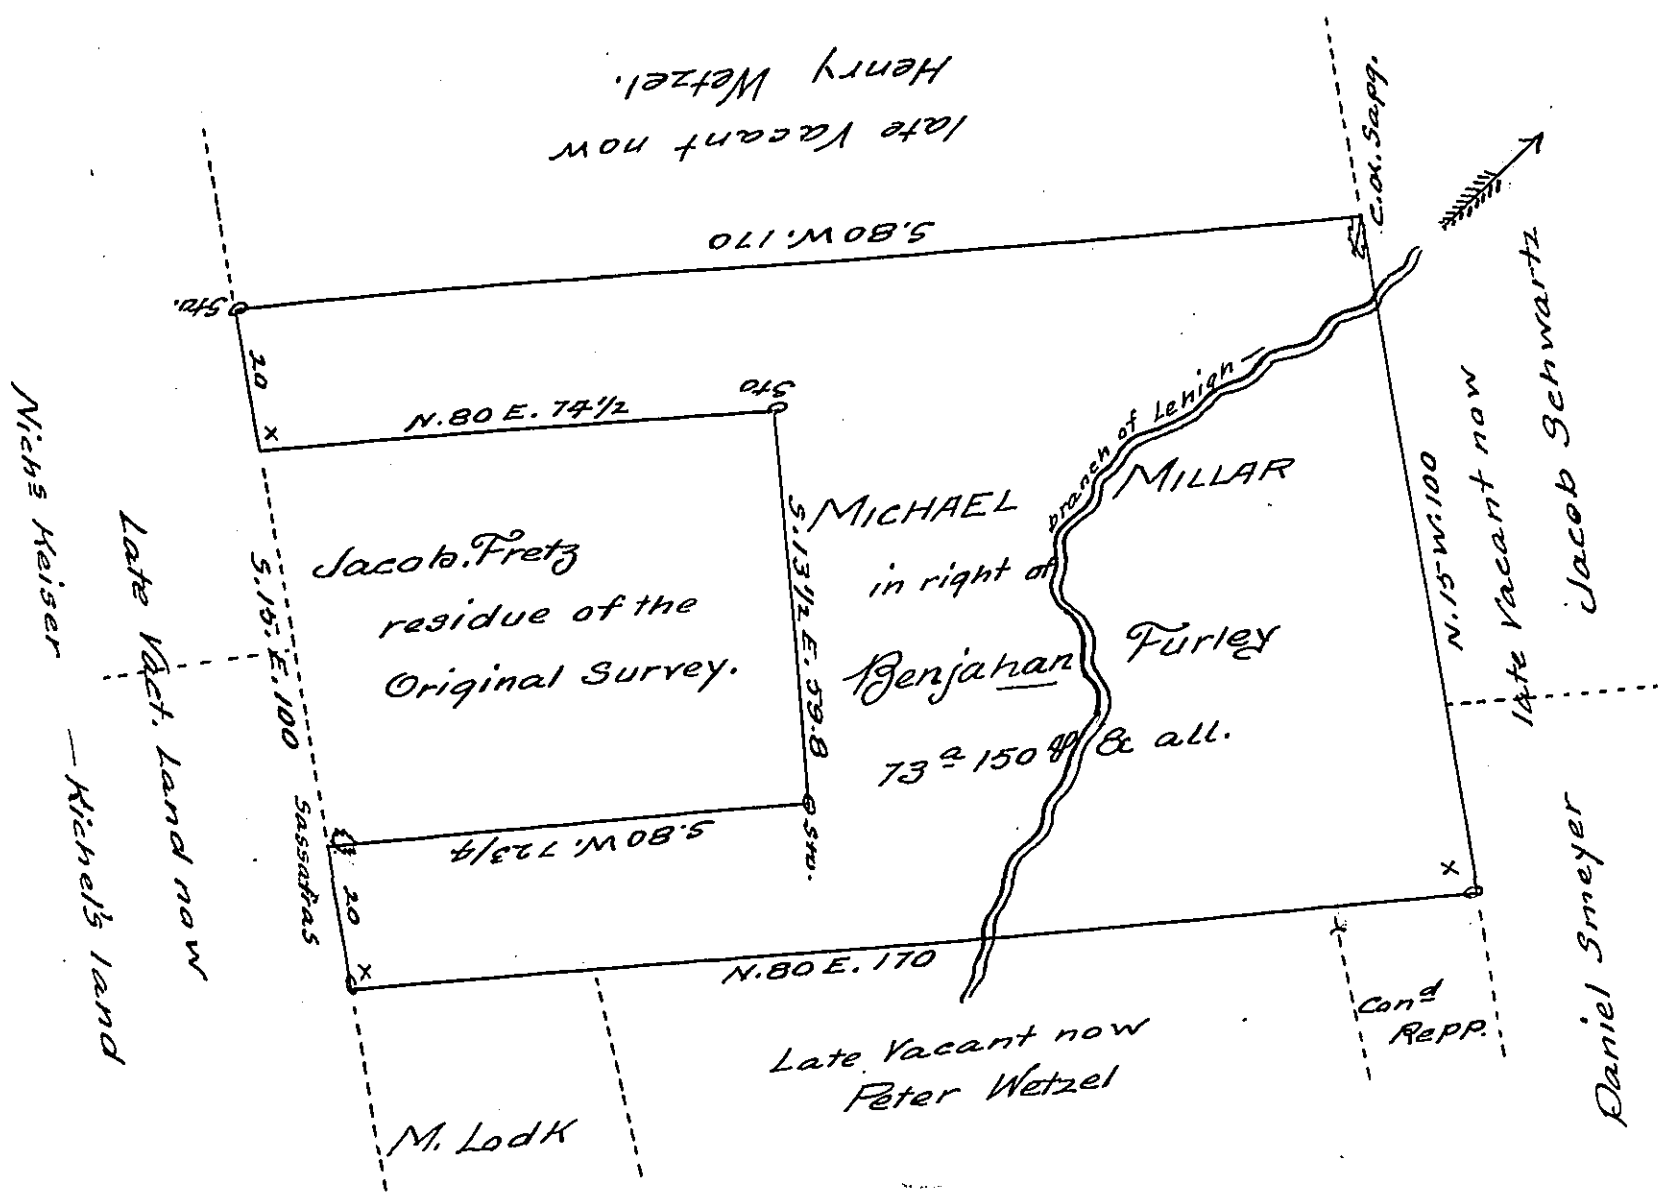 late Vacant now
Henry Wetzel.
S.80W.170
Sto.
20
x
N.80 E. 74 1/2
Sto
S.13 1/2 E. 59.8
Jacob Fretz
residue of the
Original Survey.
MICHAEL MILLAR
in right of
Benjahan Furley
73 a 150 p & all.
branch of Lehigh
N.15 W.100
late Vacant now
Jacob Schwartz
Daniel Smeyer
Nichs Keiser — Kichel's land
Late Vact. Land now
S.15.E.100
Sassafras
20
x
S.80W. 72 3/4
Sto.
x
N.80 E. 170
x
Late Vacant now
Peter Wetzel
Cond
Repp.
M. Lodk